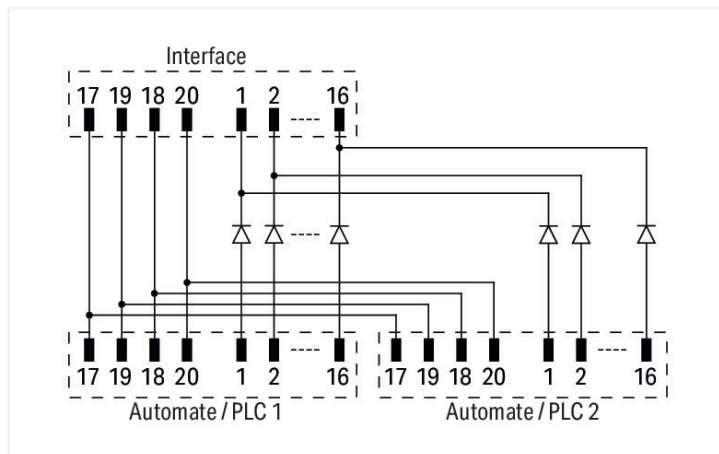 Interface
17 19 18 20 1 2 16
17 19 18 20 1 2 16 17 19 18 20 1 2 16
Automate / PLC 1 Automate / PLC 2